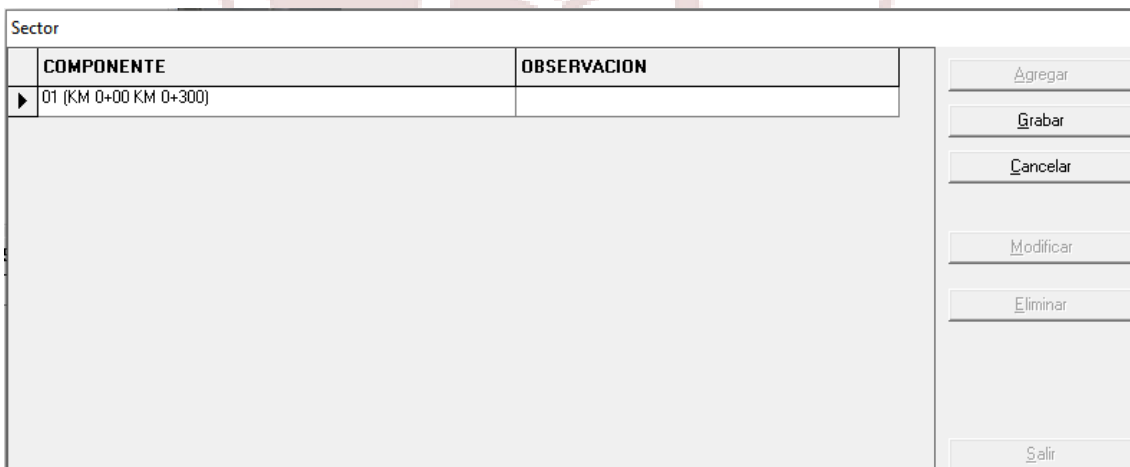 Sector
COMPONENTE OBSERVACION
01 (KM 0+00 KM 0+300)
Agregar
Grabar
Cancelar
Modificar
Eliminar
Salir